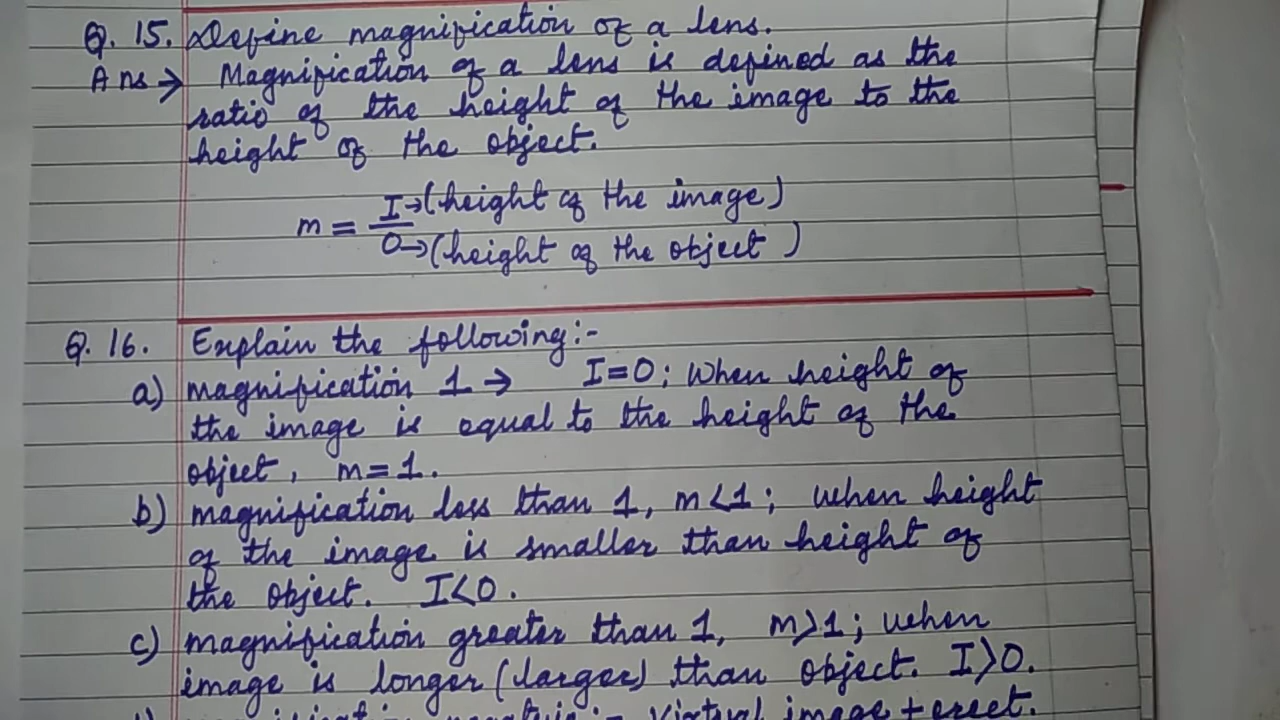 Q. 15. Define magnification of a lens.
Ans → Magnification of a lens is defined as the
ratio of the height of the image to the
height of the object.
m = I→(height of the image)
O→(height of the object)
Q. 16. Explain the following:-
a) magnification 1 → I=O; When height of
the image is equal to the height of the
object, m=1.
b) magnification less than 1, m<1; when height
of the image is smaller than height of
the object. I<O.
c) magnification greater than 1, m>1; when
image is longer (larger) than object. I>O.
virtual image + erect.